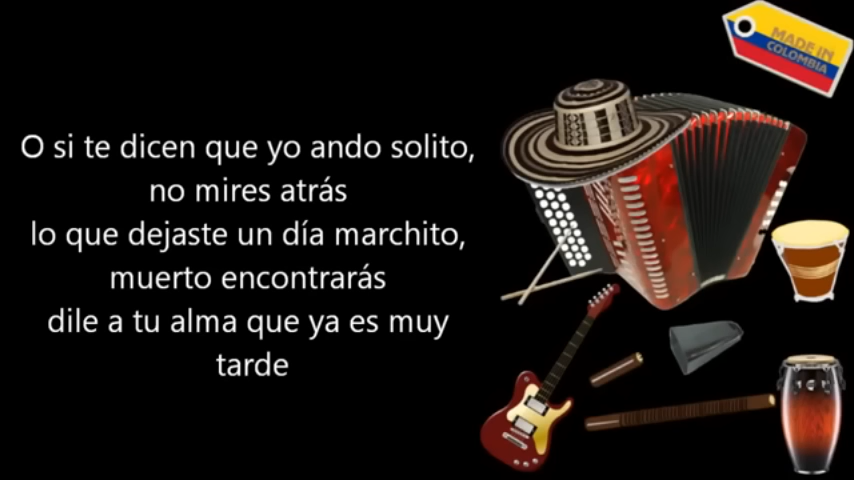 O si te dicen que yo ando solito,
no mires atrás
lo que dejaste un día marchito,
muerto encontrarás
dile a tu alma que ya es muy
tarde
MADE IN
COLOMBIA